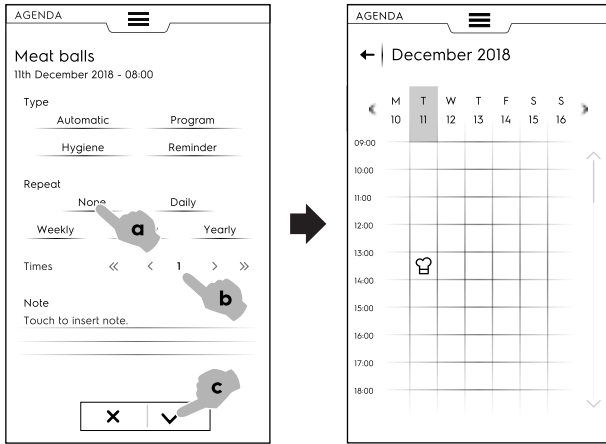 AGENDA
Meat balls
11th December 2018 - 08:00
Type
Automatic Program
Hygiene Reminder
Repeat
None Daily
Weekly Yearly
Times « < 1 > »
Note
Touch to insert note.
a
b
c
AGENDA
December 2018
M T W T F S S
10 11 12 13 14 15 16
09:00
10:00
11:00
12:00
13:00
14:00
15:00
16:00
17:00
18:00